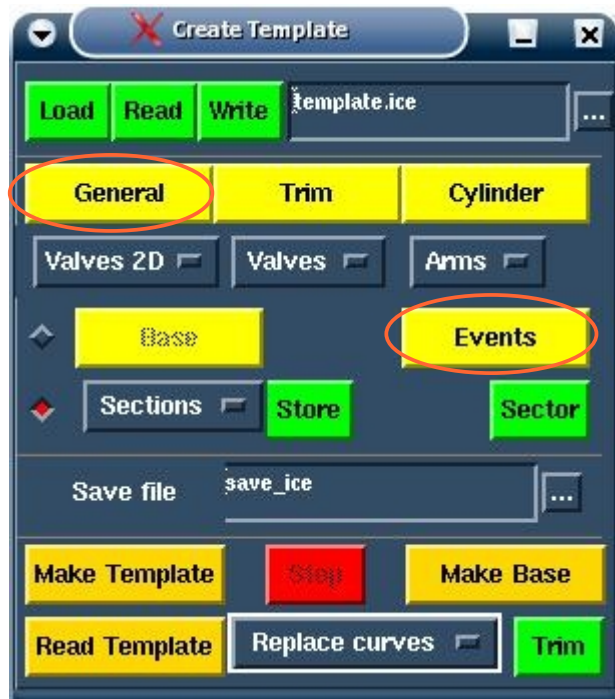 Create Template
Load Read Write template.ice ...
General Trim Cylinder
Valves 2D Valves Arms
Base Events
Sections Store Sector
Save file save_ice ...
Make Template Stop Make Base
Read Template Replace curves Trim